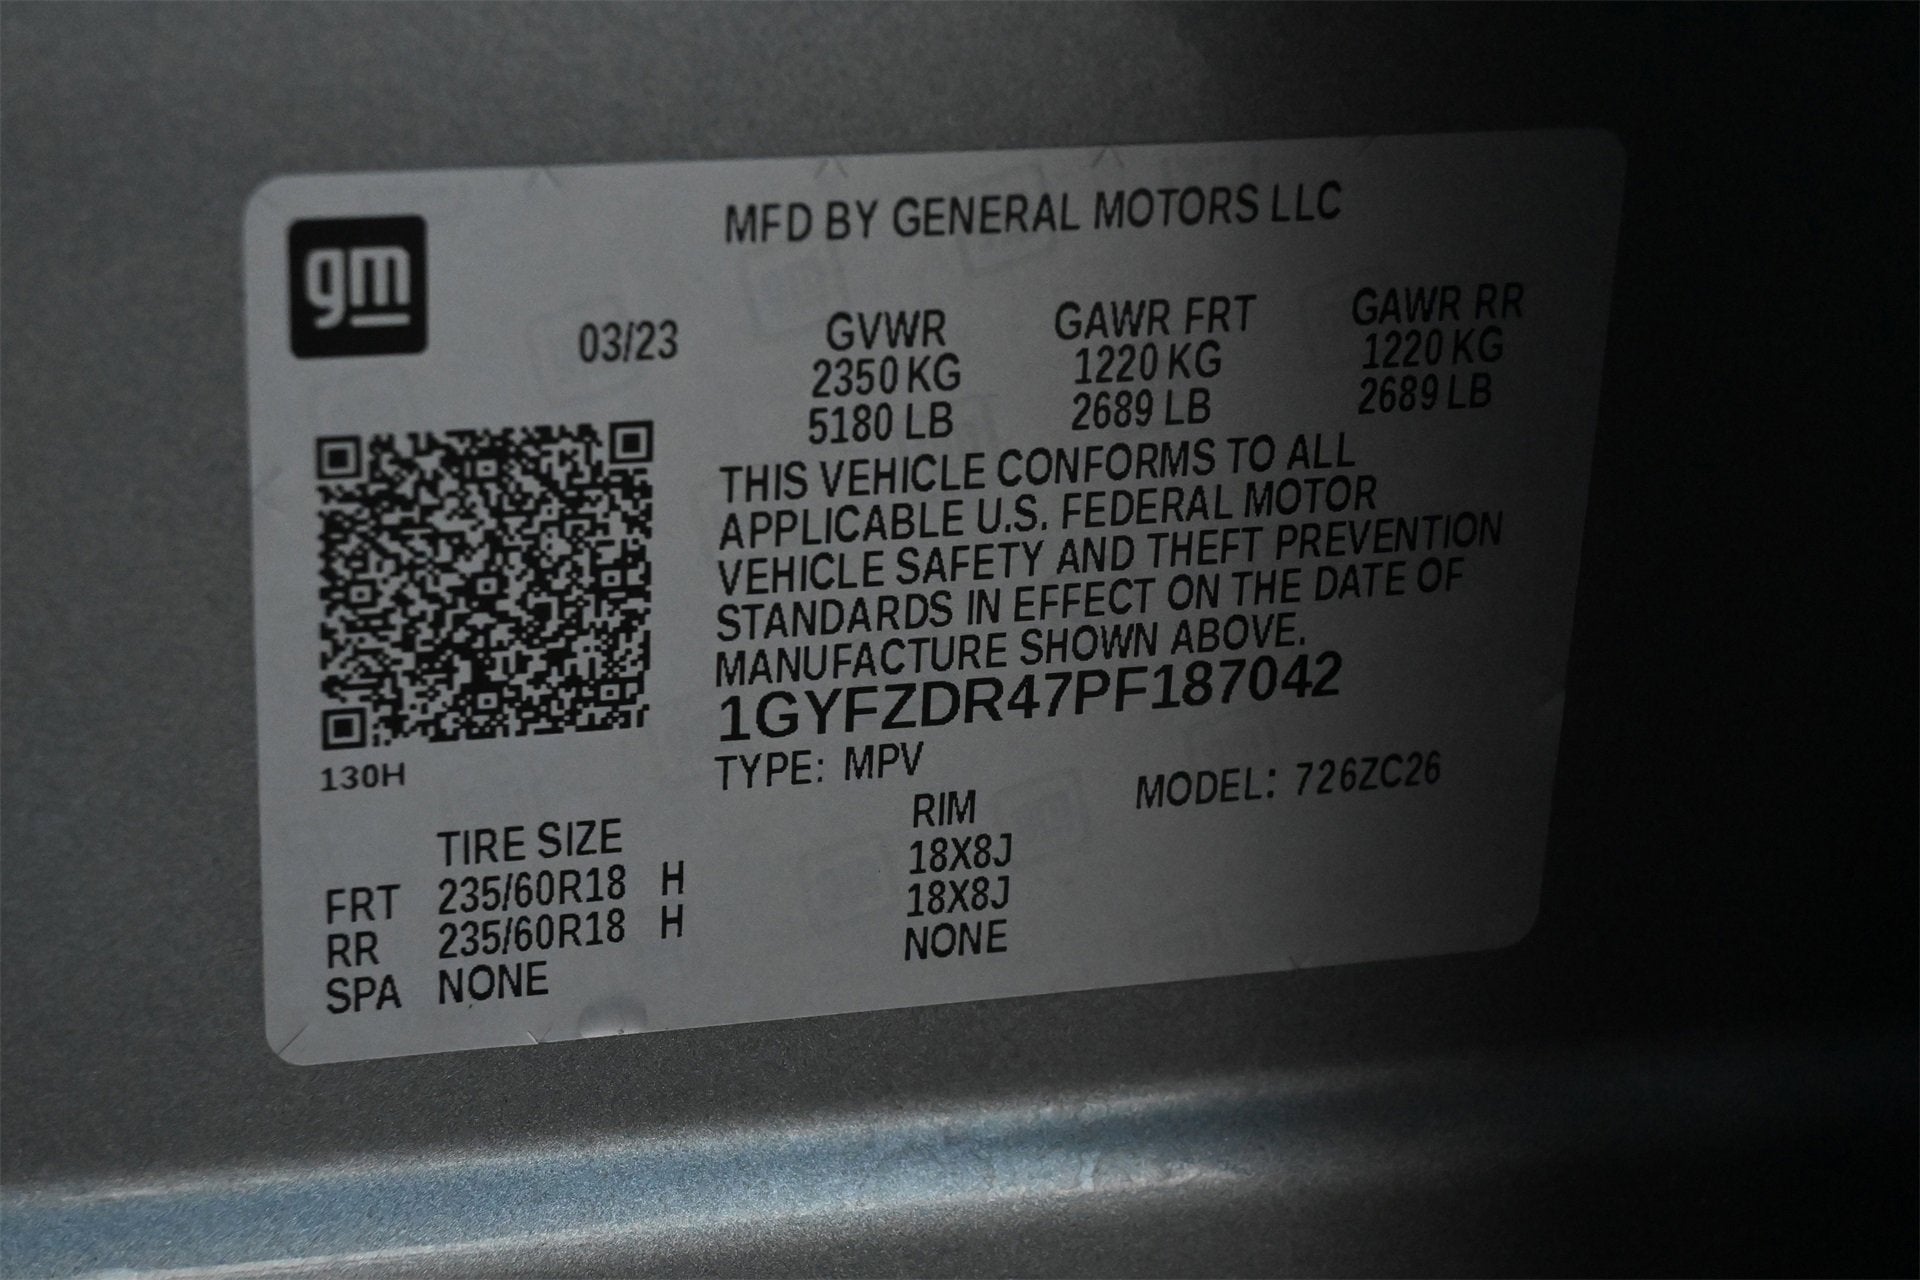 gm
MFD BY GENERAL MOTORS LLC
03/23
GVWR GAWR FRT GAWR RR
2350 KG 1220 KG 1220 KG
5180 LB 2689 LB 2689 LB
THIS VEHICLE CONFORMS TO ALL
APPLICABLE U.S. FEDERAL MOTOR
VEHICLE SAFETY AND THEFT PREVENTION
STANDARDS IN EFFECT ON THE DATE OF
MANUFACTURE SHOWN ABOVE.
1GYFZDR47PF187042
130H
TYPE: MPV MODEL: 726ZC26
TIRE SIZE RIM
FRT 235/60R18 H 18X8J
RR 235/60R18 H 18X8J
SPA NONE NONE